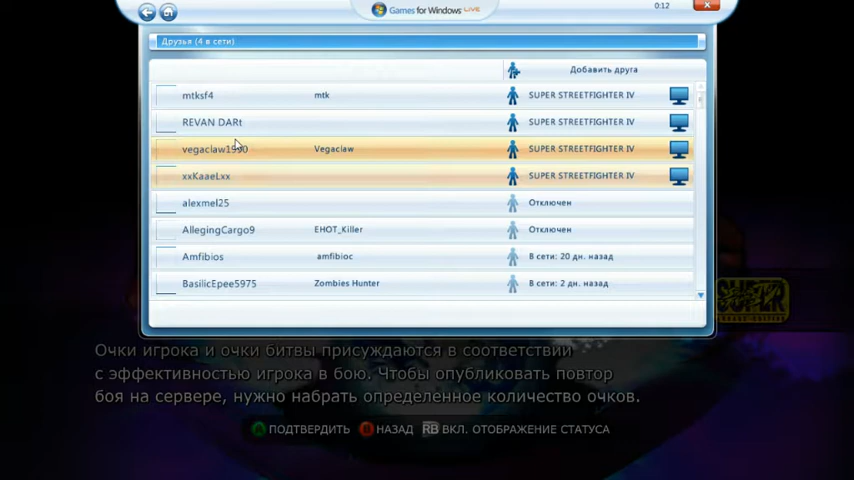 Games for Windows LIVE
0:12
Друзья (4 в сети)
Добавить друга
mtksf4 mtk SUPER STREETFIGHTER IV
REVAN DARt SUPER STREETFIGHTER IV
vegaclaw1990 Vegaclaw SUPER STREETFIGHTER IV
xxKaaeLxx SUPER STREETFIGHTER IV
alexmel25 Отключен
AllegingCargo9 EHOT_Killer Отключен
Amfibios amfibioc В сети: 20 дн. назад
BasilicEpee5975 Zombies Hunter В сети: 2 дн. назад
SUPER
Очки игрока и очки битвы присуждаются в соответствии
с эффективностью игрока в бою. Чтобы опубликовать повтор
боя на сервере, нужно набрать определенное количество очков.
A ПОДТВЕРДИТЬ B НАЗАД RB ВКЛ. ОТОБРАЖЕНИЕ СТАТУСА